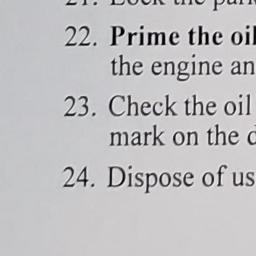 22. Prime the oil
the engine an
23. Check the oil
mark on the d
24. Dispose of us